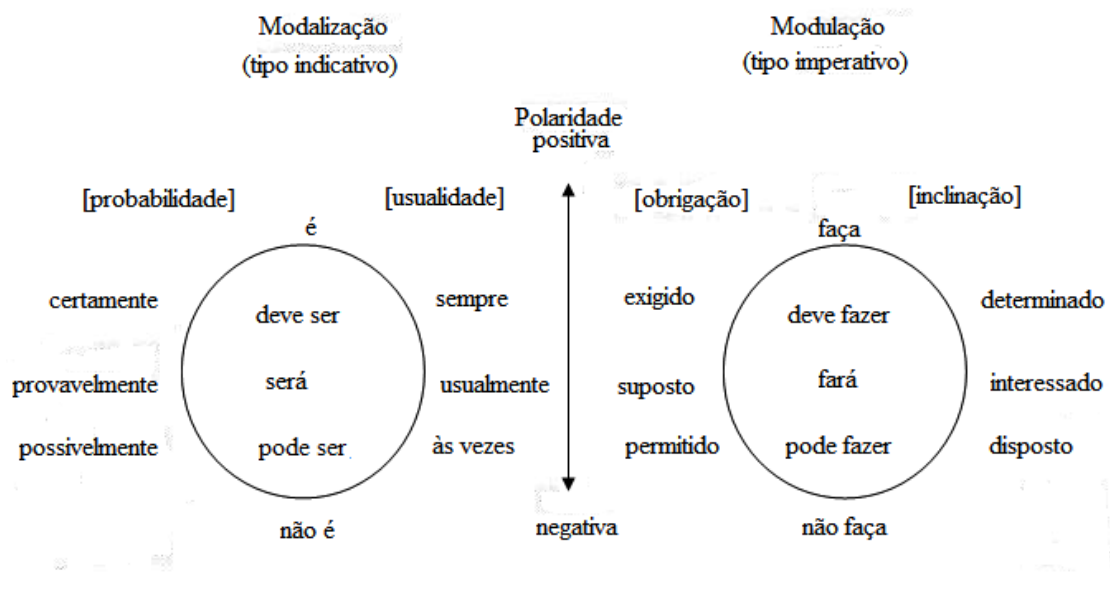 Modalização
(tipo indicativo)
Modulação
(tipo imperativo)
Polaridade
positiva
[probabilidade]
[usualidade]
[obrigação]
[inclinação]
é
faça
certamente
deve ser
sempre
exigido
deve fazer
determinado
provavelmente
será
usualmente
suposto
fará
interessado
possivelmente
pode ser
às vezes
permitido
pode fazer
disposto
não é
negativa
não faça